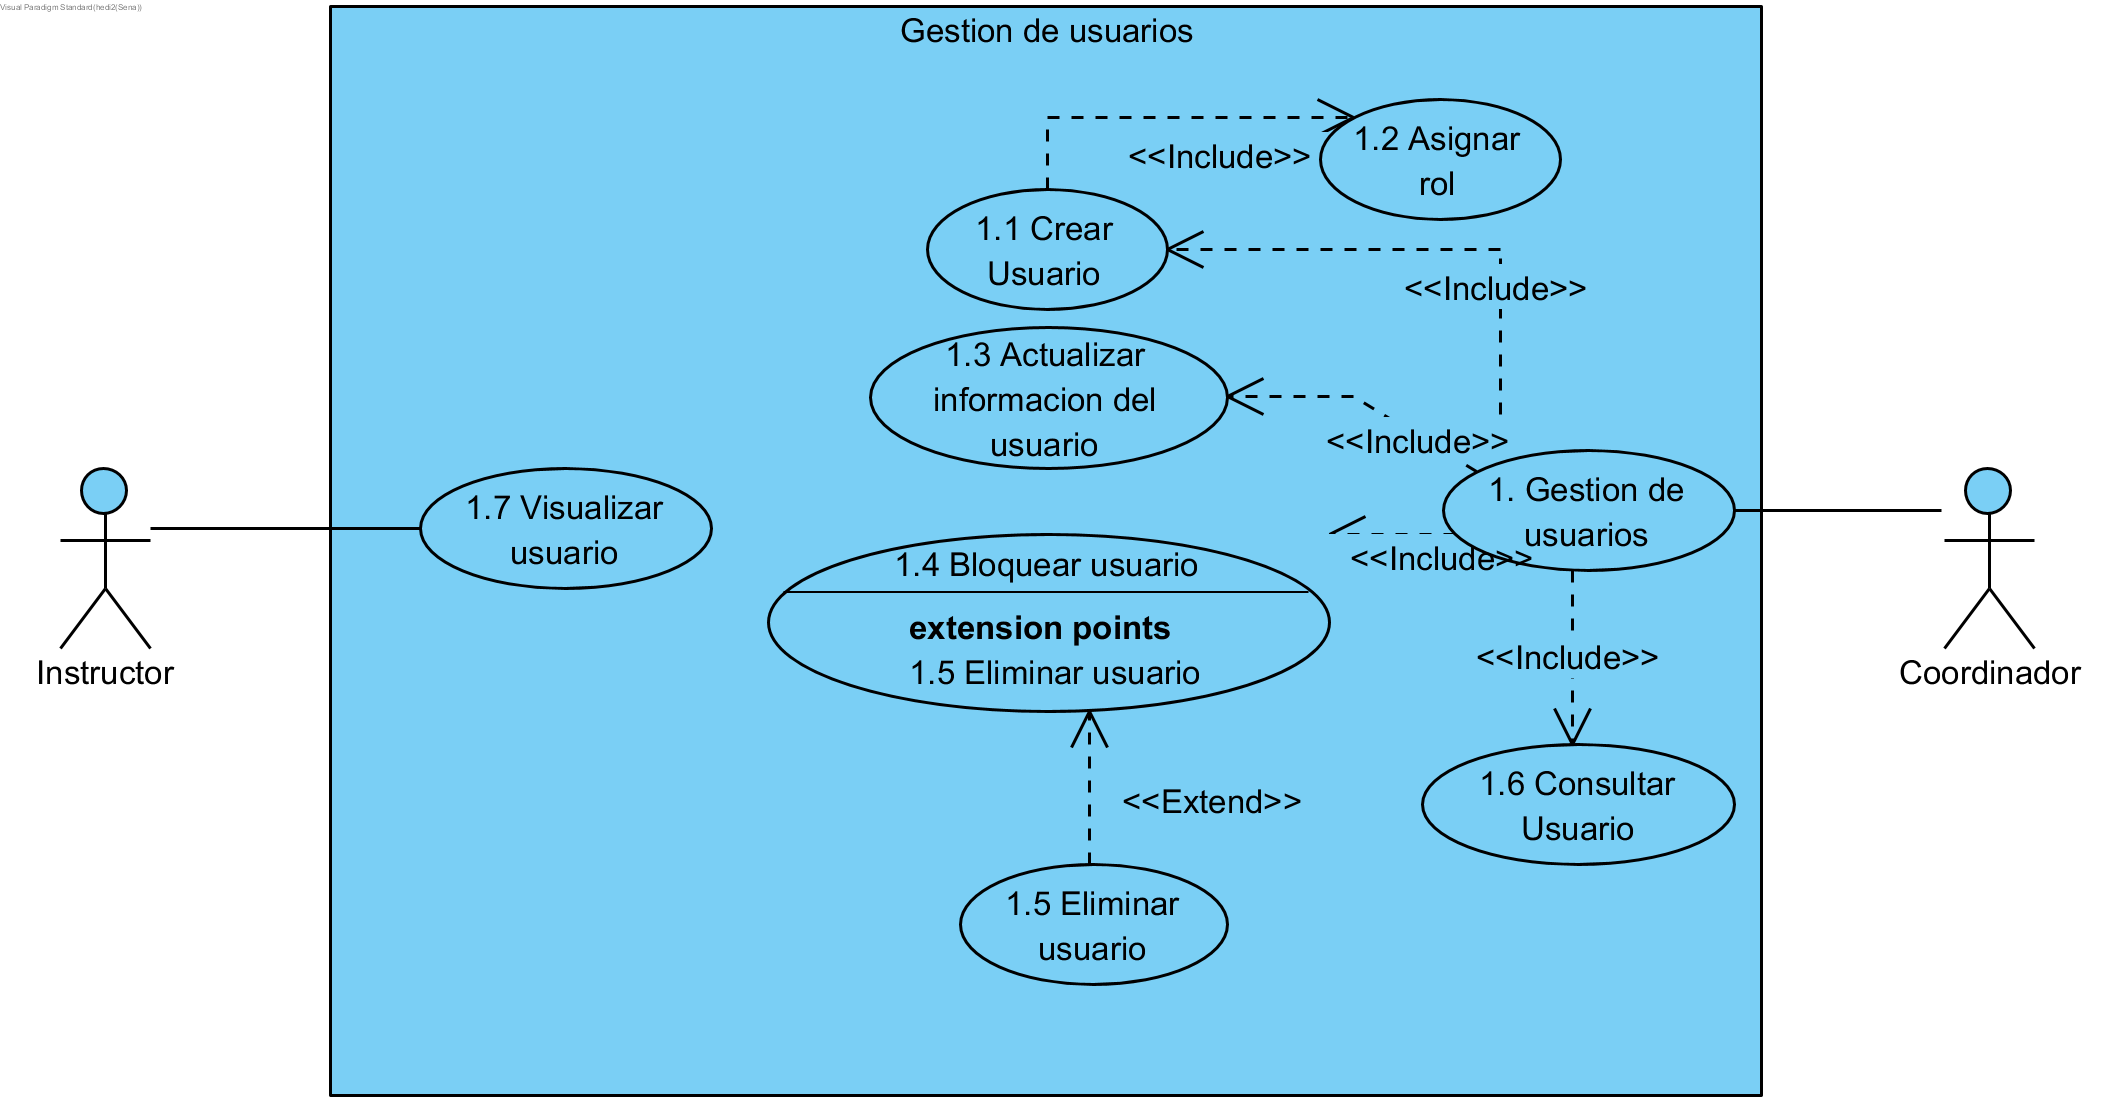 Visual Paradigm Standard(hedi2(Sena))
Gestion de usuarios
1.2 Asignar
rol
<<Include>>
1.1 Crear
Usuario
<<Include>>
1.3 Actualizar
informacion del
usuario
<<Include>>
1. Gestion de
usuarios
1.7 Visualizar
usuario
<<Include>>
1.4 Bloquear usuario
extension points
1.5 Eliminar usuario
<<Include>>
Instructor
Coordinador
1.6 Consultar
Usuario
<<Extend>>
1.5 Eliminar
usuario